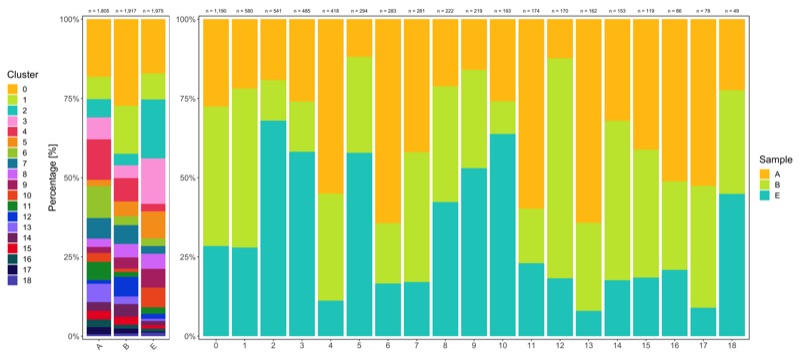 n = 1,805 n = 1,917 n = 1,975
n = 1,190 n = 580 n = 541 n = 485 n = 418 n = 294 n = 283 n = 281 n = 222 n = 219 n = 193 n = 174 n = 170 n = 162 n = 153 n = 119 n = 86 n = 78 n = 49
100%
75%
50%
25%
0%
Percentage [%]
Cluster
0
1
2
3
4
5
6
7
8
9
10
11
12
13
14
15
16
17
18
A B E
100%
75%
50%
25%
0%
0 1 2 3 4 5 6 7 8 9 10 11 12 13 14 15 16 17 18
Sample
A
B
E